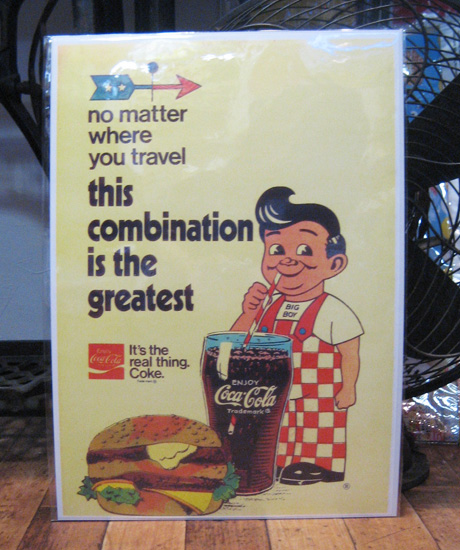 no matter
where
you travel
this
combination
is the
greatest
BIG
BOY
ENJOY
Coca-Cola
It's the
real thing.
Coke.
ENJOY
Coca-Cola
Trademark ®